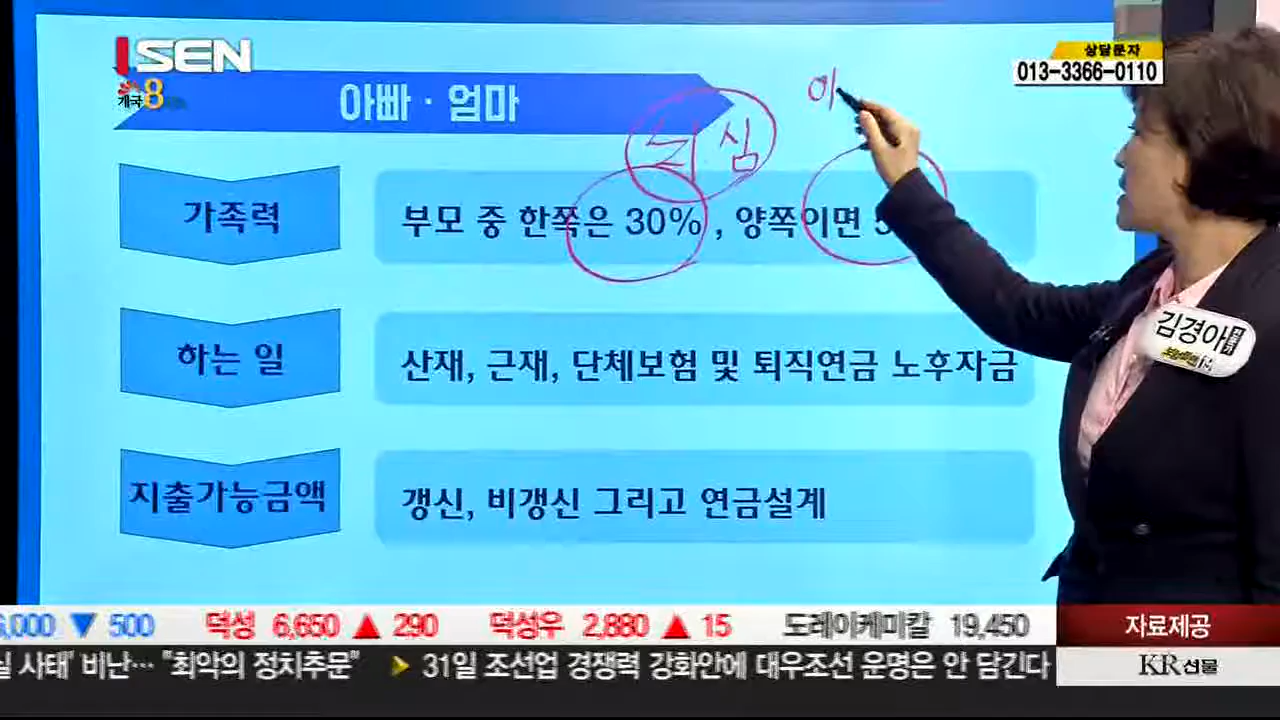 SEN
개국 8
상담문자
013-3366-0110
아빠 · 엄마
뇌 심
가족력
부모 중 한쪽은 30% , 양쪽이면 5
하는 일
산재, 근재, 단체보험 및 퇴직연금 노후자금
지출가능금액
갱신, 비갱신 그리고 연금설계
김경아
6,000 ▼ 500 덕성 6,650 ▲ 290 덕성우 2,880 ▲ 15 도레이케미칼 19,450
자료제공
KR선물
실 사태' 비난… "최악의 정치추문" 31일 조선업 경쟁력 강화안에 대우조선 운명은 안 담긴다